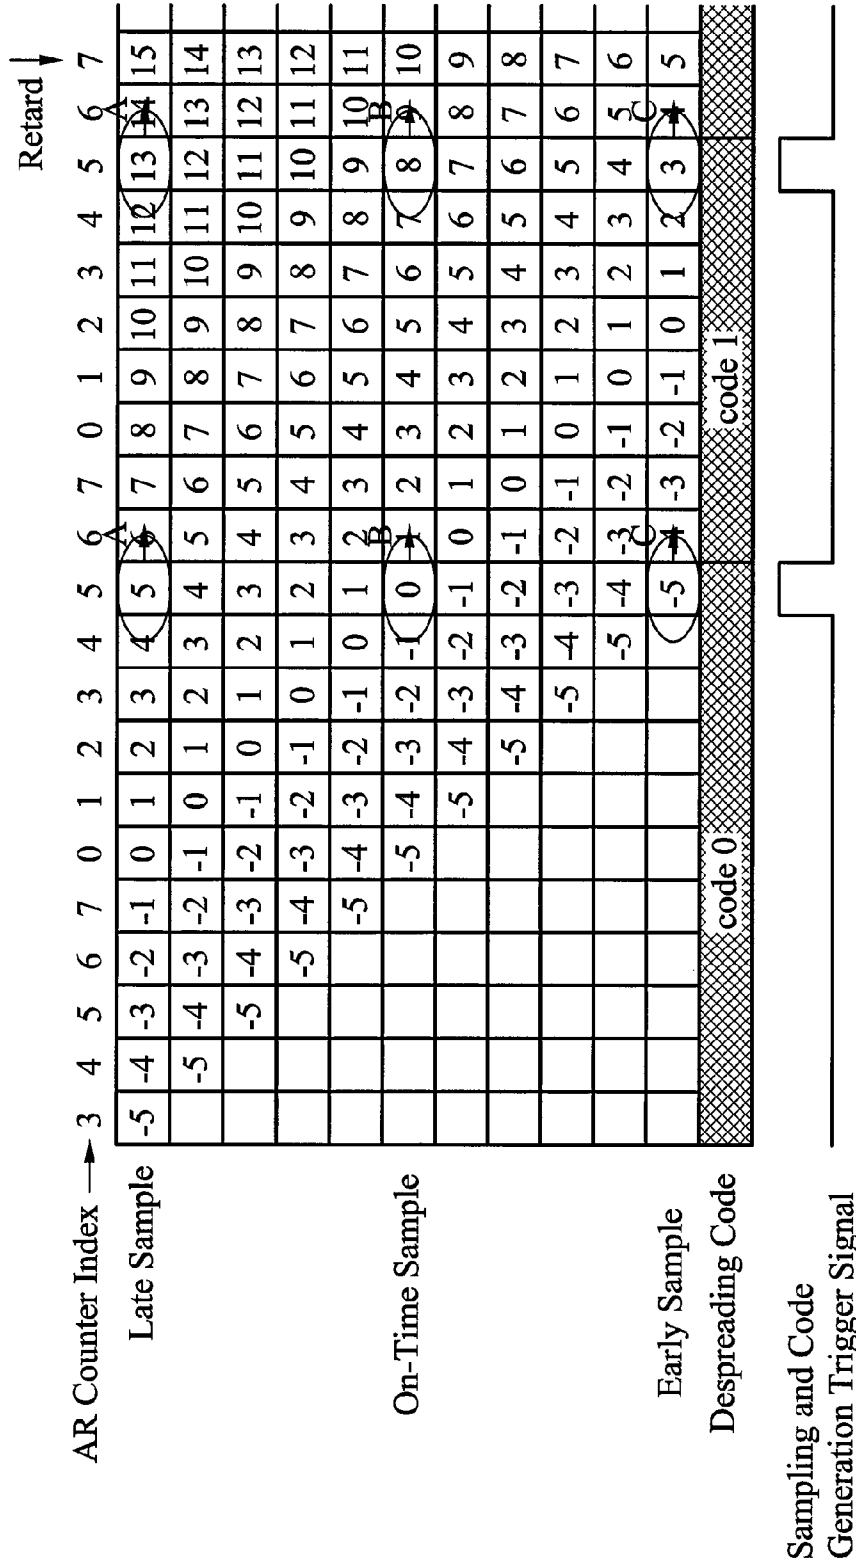 Retard
AR Counter Index 3 4 5 6 7 0 1 2 3 4 5 6 7 0 1 2 3 4 5 6 7
A A
Late Sample -5 -4 -3 -2 -1 0 1 2 3 4 5 6 7 8 9 10 11 12 13 14 15
-5 -4 -3 -2 -1 0 1 2 3 4 5 6 7 8 9 10 11 12 13 14
-5 -4 -3 -2 -1 0 1 2 3 4 5 6 7 8 9 10 11 12 13
-5 -4 -3 -2 -1 0 1 2 3 4 5 6 7 8 9 10 11 12
-5 -4 -3 -2 -1 0 1 2 3 4 5 6 7 8 9 10 11
B B
On-Time Sample -5 -4 -3 -2 -1 0 1 2 3 4 5 6 7 8 9 10
-5 -4 -3 -2 -1 0 1 2 3 4 5 6 7 8 9
-5 -4 -3 -2 -1 0 1 2 3 4 5 6 7 8
-5 -4 -3 -2 -1 0 1 2 3 4 5 6 7
-5 -4 -3 -2 -1 0 1 2 3 4 5 6
C C
Early Sample -5 -4 -3 -2 -1 0 1 2 3 4 5
Despreading Code code 0 code 1
Sampling and Code
Generation Trigger Signal